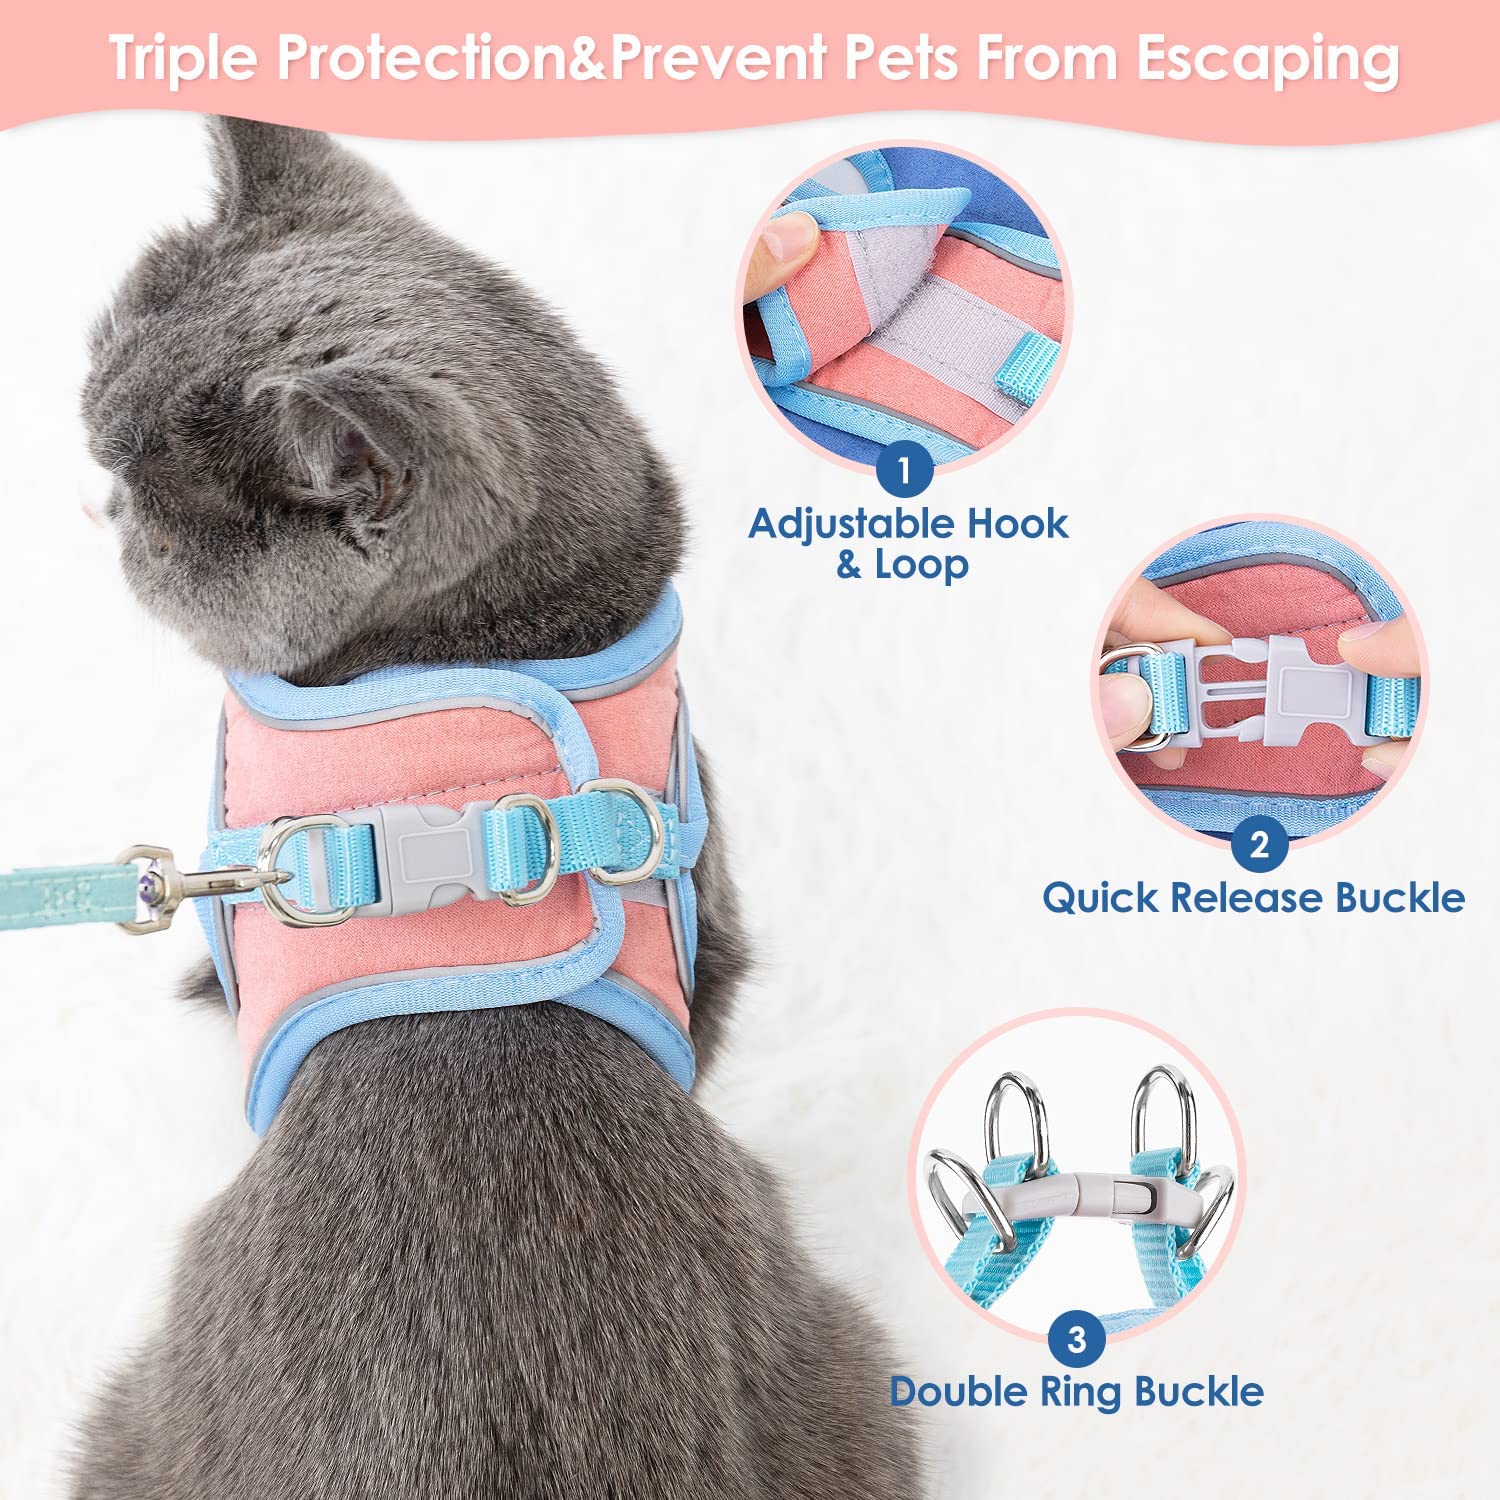 Triple Protection&Prevent Pets From Escaping
1
Adjustable Hook
& Loop
2
Quick Release Buckle
3
Double Ring Buckle